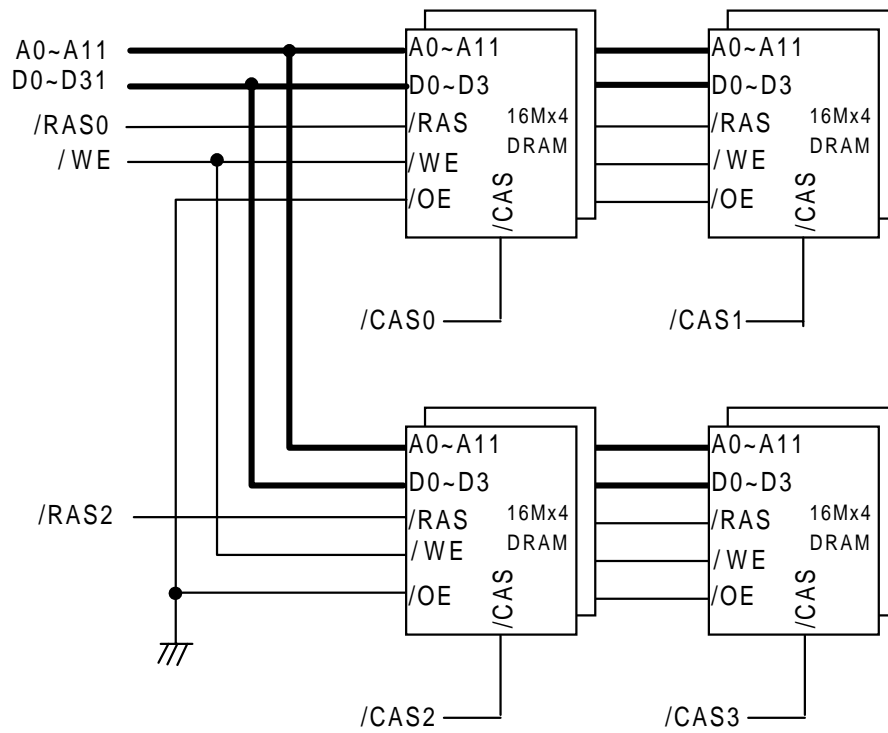 A0~A11
D0~D31
/RAS0
/WE
A0~A11
D0~D3
/RAS
/WE
/OE
16Mx4
DRAM
/CAS
/CAS0
A0~A11
D0~D3
/RAS
/WE
/OE
16Mx4
DRAM
/CAS
/CAS1
/RAS2
A0~A11
D0~D3
/RAS
/WE
/OE
16Mx4
DRAM
/CAS
/CAS2
A0~A11
D0~D3
/RAS
/WE
/OE
16Mx4
DRAM
/CAS
/CAS3